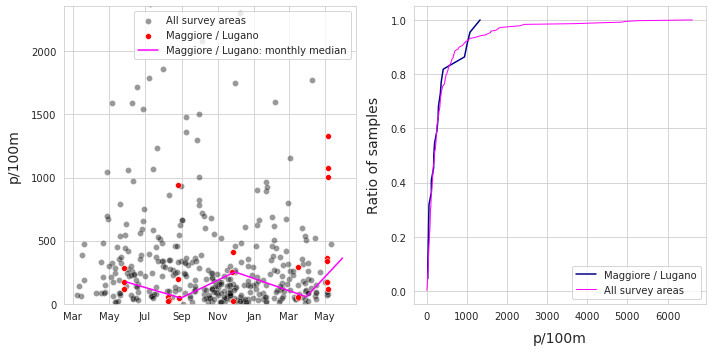 All survey areas
Maggiore / Lugano
Maggiore / Lugano: monthly median
p/100m
2000
1500
1000
500
0
Mar May Jul Sep Nov Jan Mar May
Ratio of samples
1.0
0.8
0.6
0.4
0.2
0.0
Maggiore / Lugano
All survey areas
0 1000 2000 3000 4000 5000 6000
p/100m